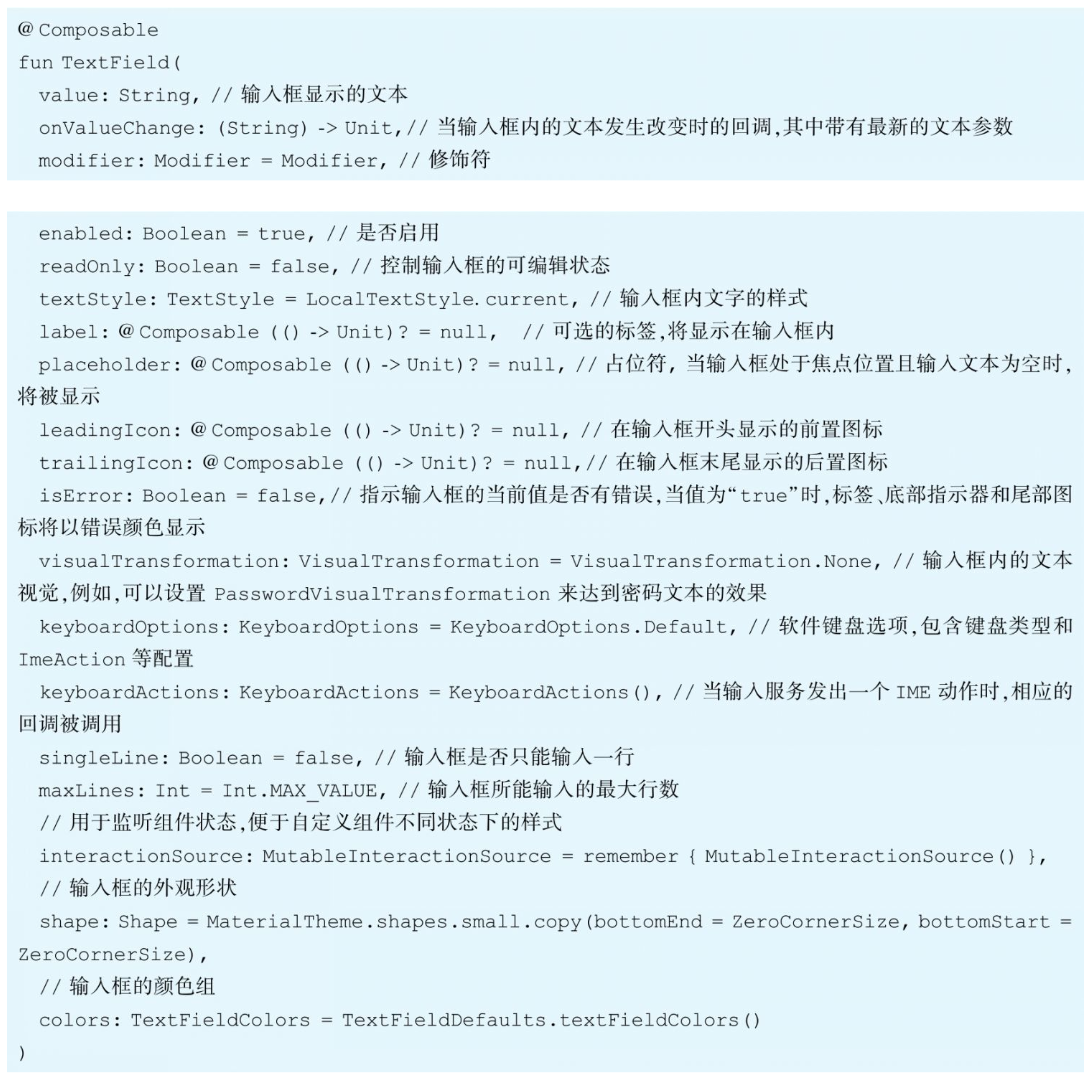 @Composable
fun TextField(
  value: String, // 输入框显示的文本
  onValueChange: (String) -> Unit,// 当输入框内的文本发生改变时的回调,其中带有最新的文本参数
  modifier: Modifier = Modifier, // 修饰符
  enabled: Boolean = true, // 是否启用
  readOnly: Boolean = false, // 控制输入框的可编辑状态
  textStyle: TextStyle = LocalTextStyle.current, // 输入框内文字的样式
  label: @Composable (() -> Unit)? = null,  // 可选的标签,将显示在输入框内
  placeholder: @Composable (() -> Unit)? = null, // 占位符, 当输入框处于焦点位置且输入文本为空时,
将被显示
  leadingIcon: @Composable (() -> Unit)? = null, // 在输入框开头显示的前置图标
  trailingIcon: @Composable (() -> Unit)? = null,// 在输入框末尾显示的后置图标
  isError: Boolean = false,// 指示输入框的当前值是否有错误,当值为“true”时,标签、底部指示器和尾部图
标将以错误颜色显示
  visualTransformation: VisualTransformation = VisualTransformation.None, // 输入框内的文本
视觉,例如,可以设置 PasswordVisualTransformation 来达到密码文本的效果
  keyboardOptions: KeyboardOptions = KeyboardOptions.Default, // 软件键盘选项,包含键盘类型和
ImeAction 等配置
  keyboardActions: KeyboardActions = KeyboardActions(), // 当输入服务发出一个 IME 动作时,相应的
回调被调用
  singleLine: Boolean = false, // 输入框是否只能输入一行
  maxLines: Int = Int.MAX_VALUE, // 输入框所能输入的最大行数
  // 用于监听组件状态,便于自定义组件不同状态下的样式
  interactionSource: MutableInteractionSource = remember { MutableInteractionSource() },
  // 输入框的外观形状
  shape: Shape = MaterialTheme.shapes.small.copy(bottomEnd = ZeroCornerSize, bottomStart =
ZeroCornerSize),
  // 输入框的颜色组
  colors: TextFieldColors = TextFieldDefaults.textFieldColors()
)